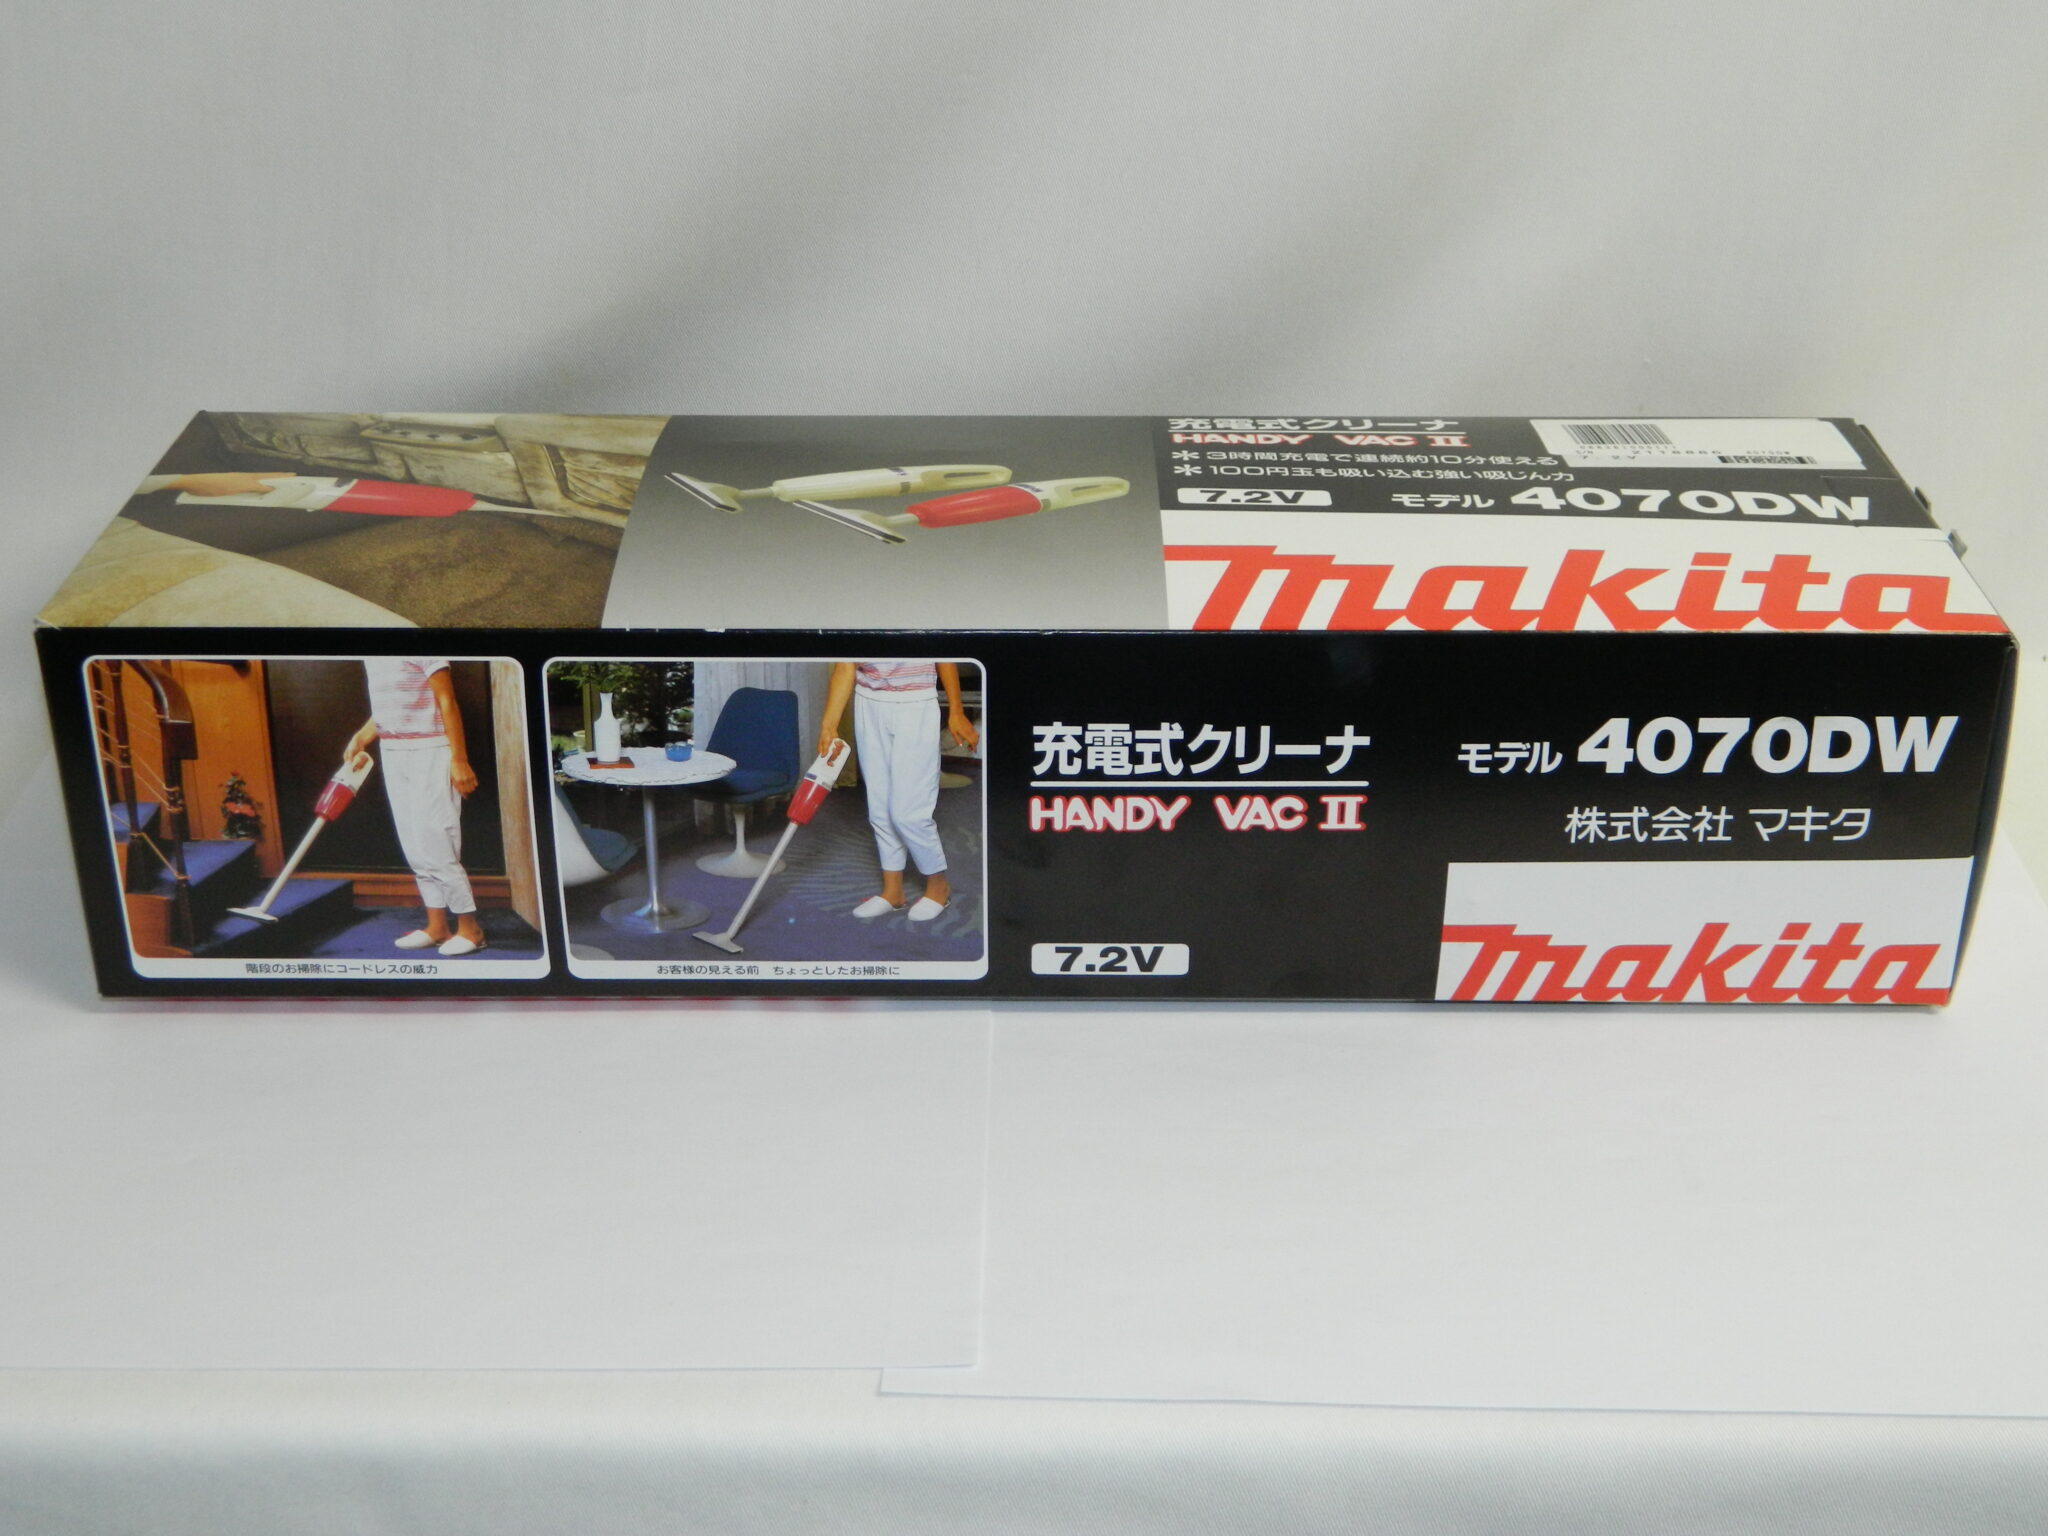 充電式クリーナ
HANDY VAC II
＊3時間充電で連続約10分使える
＊100円玉も吸い込む強い吸じん力
7.2V モデル 4070DW
makita
S/N 2118886 4070DW
7. 2V
階段のお掃除にコードレスの威力
お客様の見える前 ちょっとしたお掃除に
充電式クリーナ
HANDY VAC II
7.2V
モデル 4070DW
株式会社 マキタ
makita